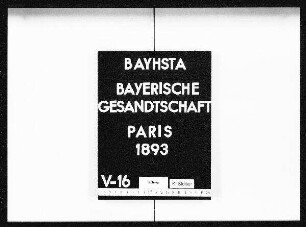 BAYHSTA
BAYERISCHE
GESANDTSCHAFT
PARIS
1893
V-16